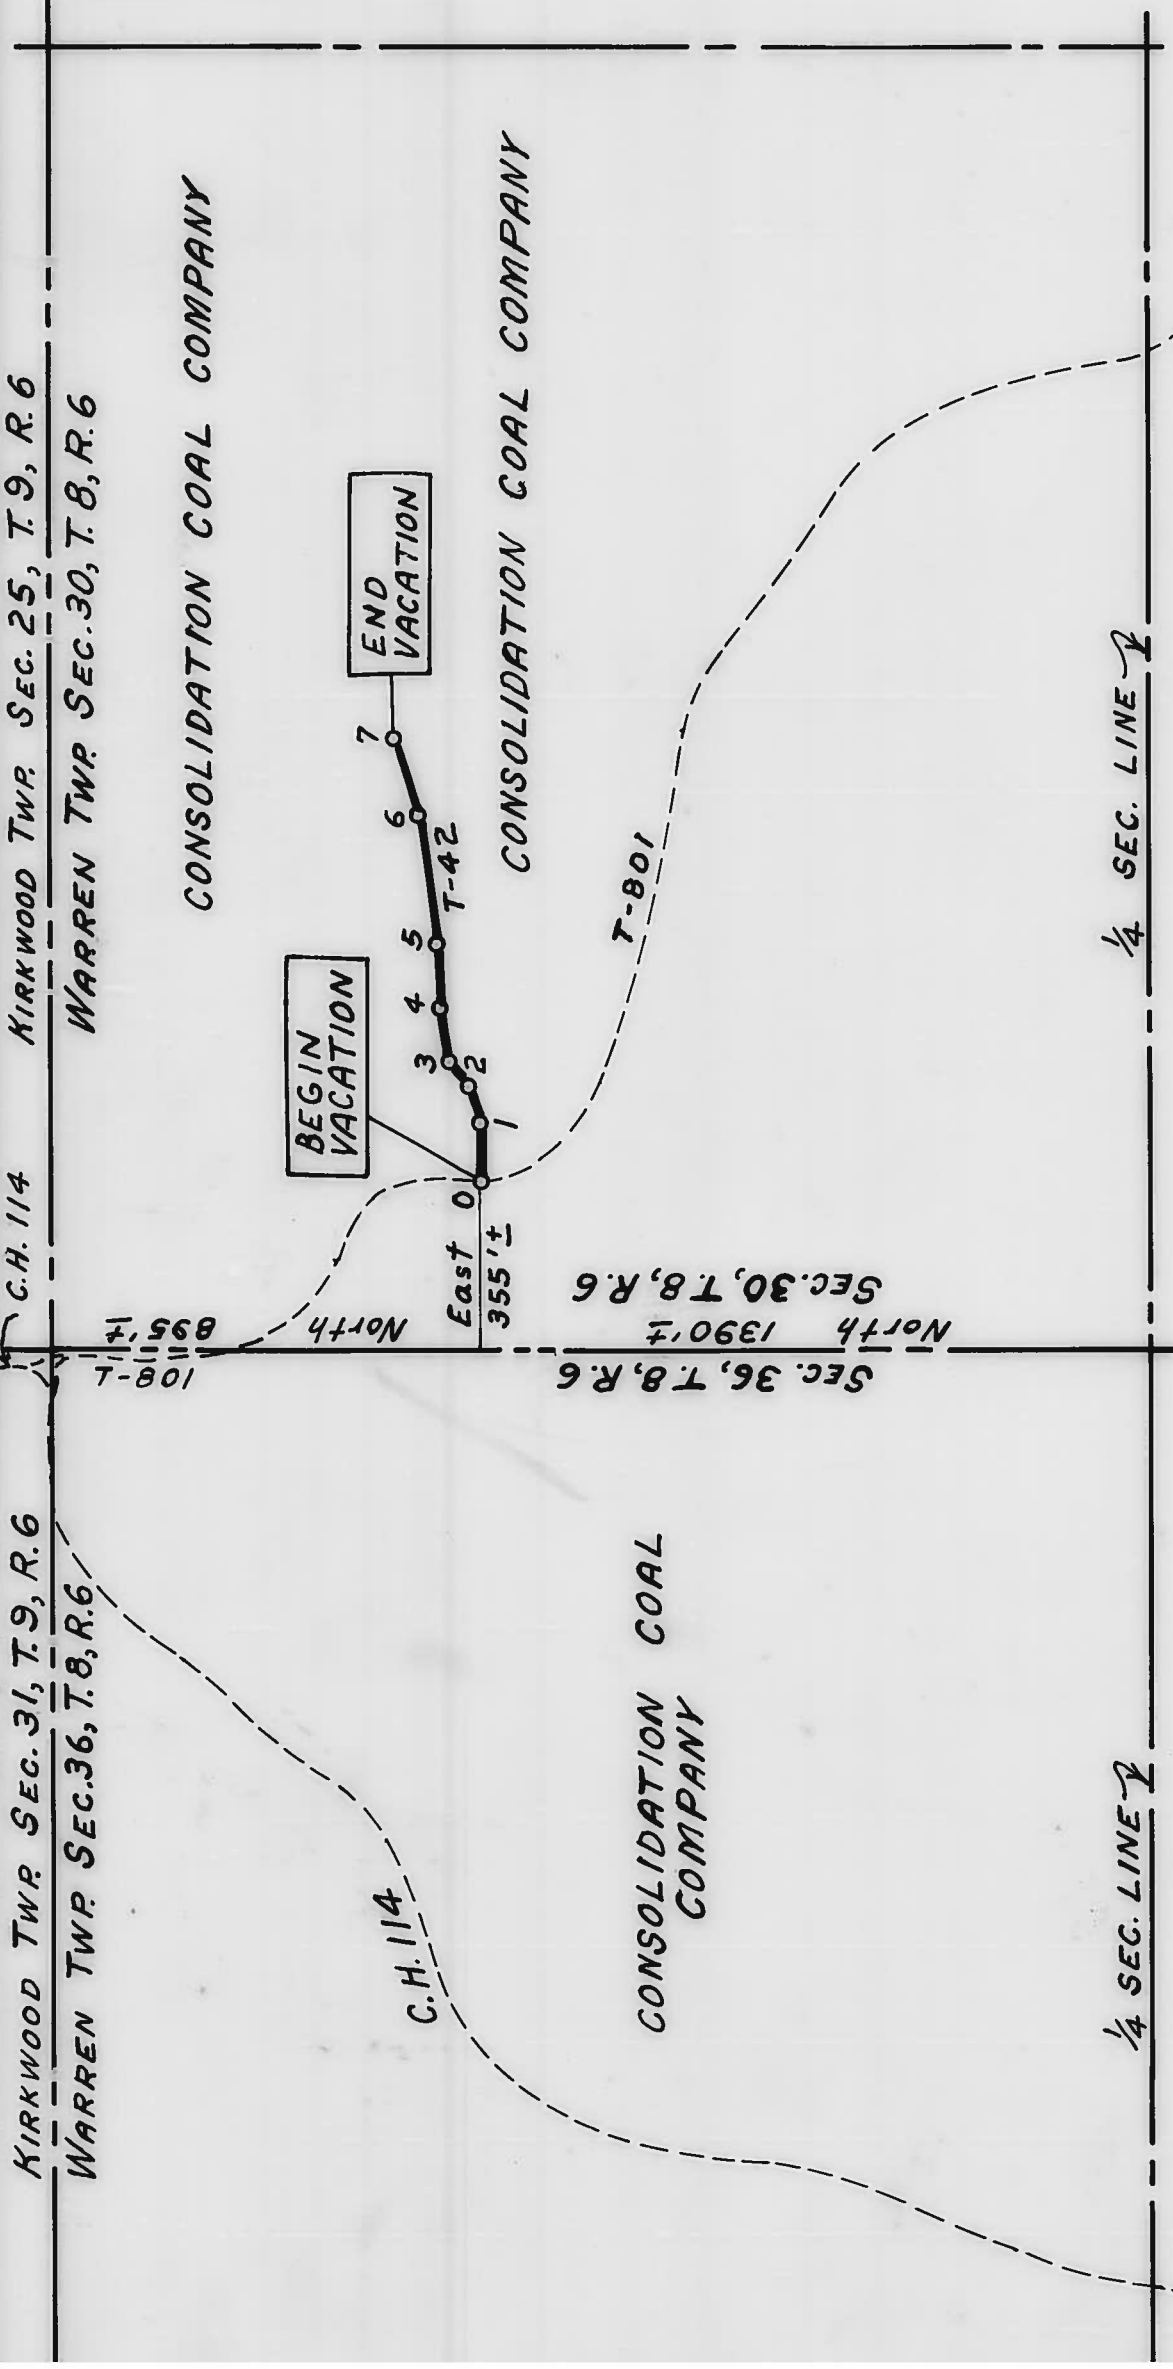 KIRKWOOD TWP. SEC. 31, T.9, R.6
WARREN TWP. SEC.36, T.8, R.6
C.H. 114
KIRKWOOD TWP. SEC. 25, T.9, R.6
WARREN TWP. SEC.30, T.8, R.6
T-801
895'±
North
CONSOLIDATION COAL COMPANY
BEGIN
VACATION
END
VACATION
East
355'±
0
1
2
3
4
5
6
7
T-42
CONSOLIDATION COAL COMPANY
C.H. 114
SEC. 36, T.8, R.6
SEC.30, T.8, R.6
North 1390'±
T-801
CONSOLIDATION COAL
COMPANY
1/4 SEC. LINE
1/4 SEC. LINE